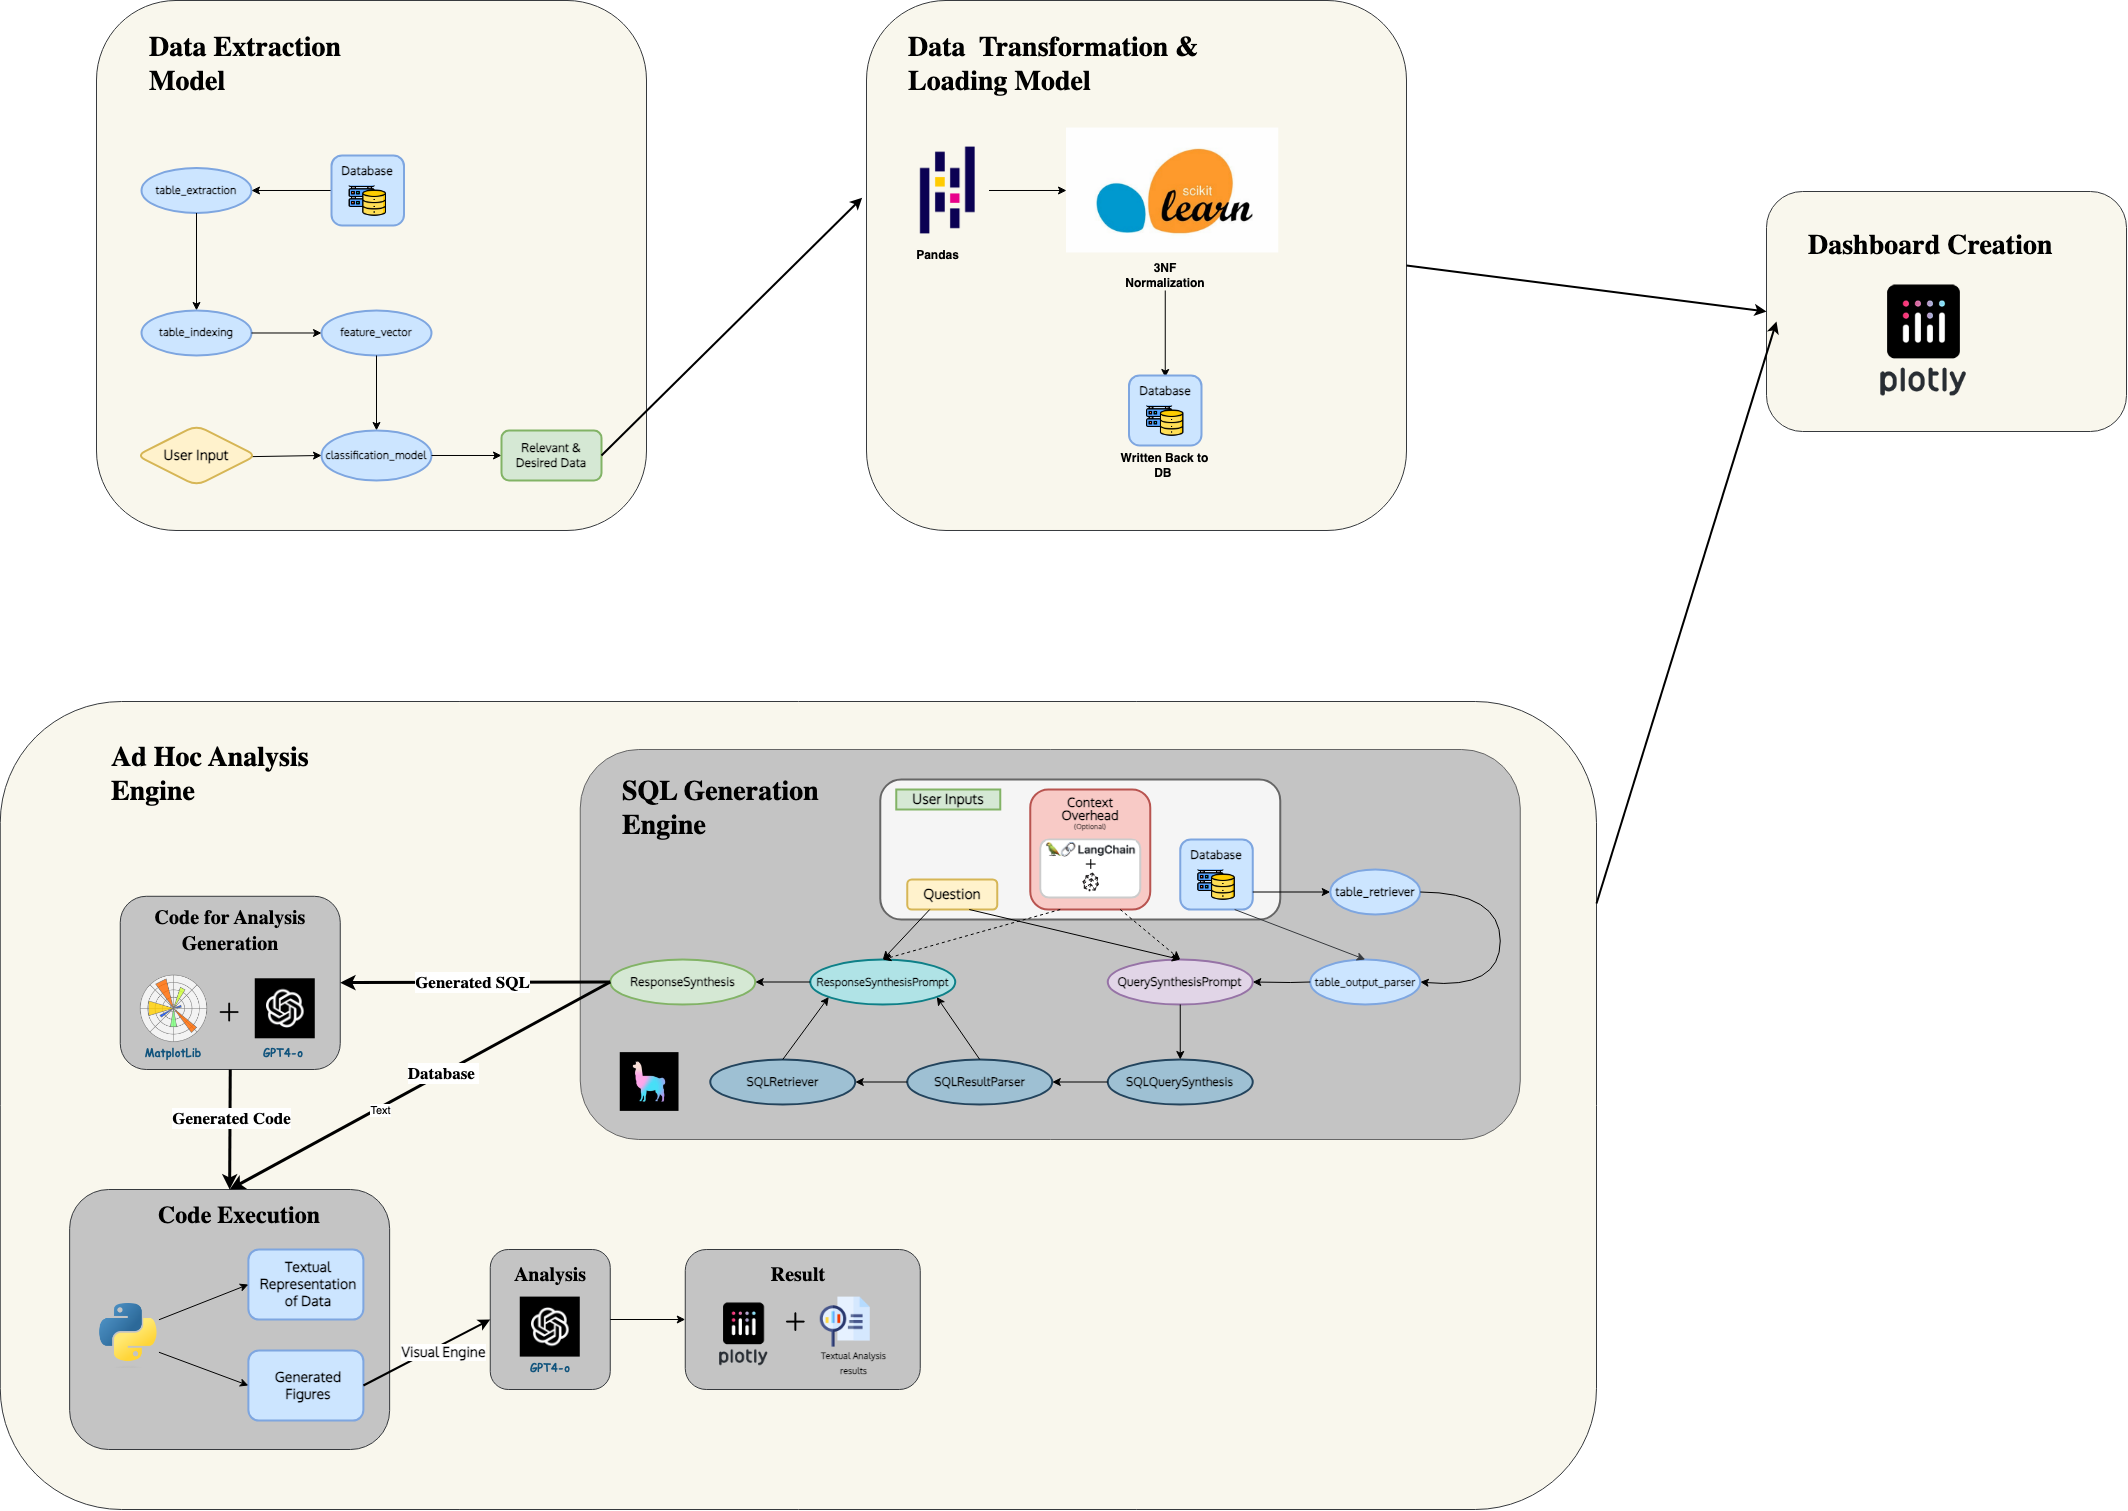 Data Extraction
Model
Database
table_extraction
table_indexing
feature_vector
User Input
classification_model
Relevant &
Desired Data
Data  Transformation &
Loading Model
Pandas
scikit
learn
3NF
Normalization
Database
Written Back to
DB
Dashboard Creation
plotly
Ad Hoc Analysis
Engine
SQL Generation
Engine
User Inputs
Context
Overhead
(Optional)
LangChain
+
Database
Question
table_retriever
ResponseSynthesis
ResponseSynthesisPrompt
QuerySynthesisPrompt
table_output_parser
SQLRetriever
SQLResultParser
SQLQuerySynthesis
Generated SQL
Code for Analysis
Generation
+
MatplotLib
GPT4-o
Database
Text
Generated Code
Code Execution
Textual
Representation
of Data
Generated
Figures
Visual Engine
Analysis
GPT4-o
Result
plotly
+
Textual Analysis
results